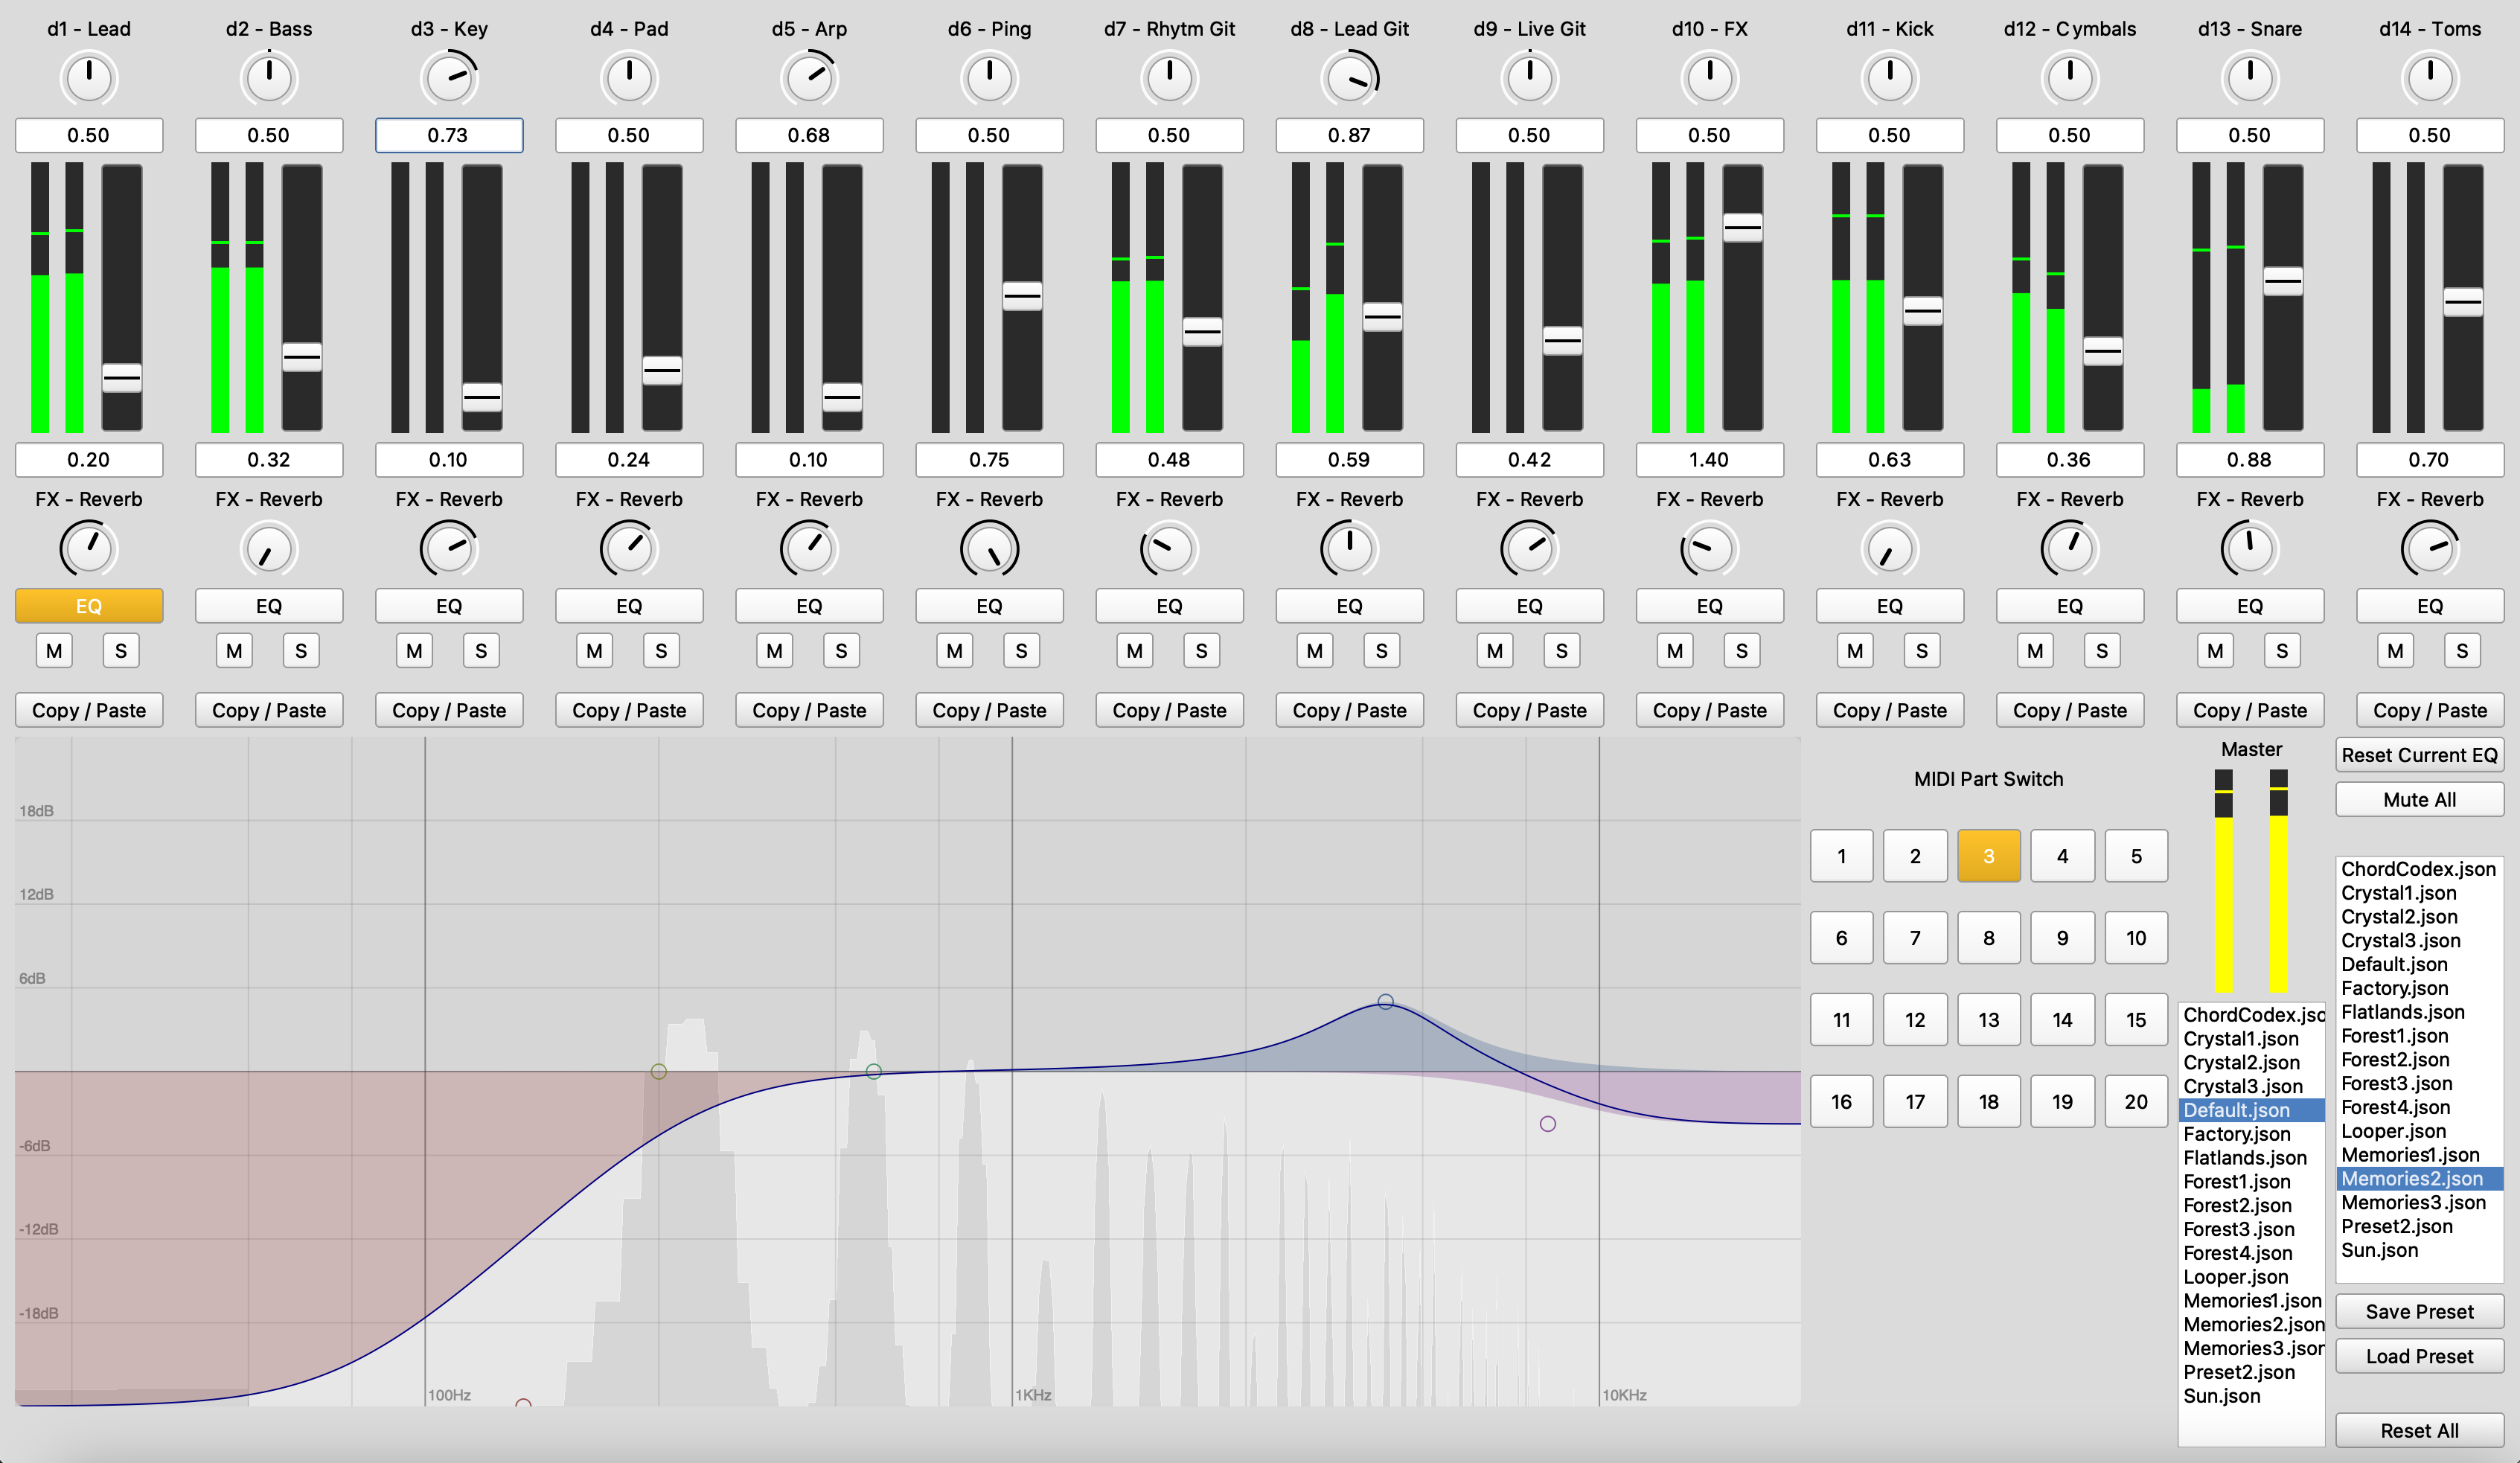 d1 - Lead d2 - Bass d3 - Key d4 - Pad d5 - Arp d6 - Ping d7 - Rhytm Git d8 - Lead Git d9 - Live Git d10 - FX d11 - Kick d12 - Cymbals d13 - Snare d14 - Toms
0.50 0.50 0.73 0.50 0.68 0.50 0.50 0.87 0.50 0.50 0.50 0.50 0.50 0.50
0.20 0.32 0.10 0.24 0.10 0.75 0.48 0.59 0.42 1.40 0.63 0.36 0.88 0.70
FX - Reverb FX - Reverb FX - Reverb FX - Reverb FX - Reverb FX - Reverb FX - Reverb FX - Reverb FX - Reverb FX - Reverb FX - Reverb FX - Reverb FX - Reverb FX - Reverb
EQ EQ EQ EQ EQ EQ EQ EQ EQ EQ EQ EQ EQ EQ
M S M S M S M S M S M S M S M S M S M S M S M S M S M S
Copy / Paste Copy / Paste Copy / Paste Copy / Paste Copy / Paste Copy / Paste Copy / Paste Copy / Paste Copy / Paste Copy / Paste Copy / Paste Copy / Paste Copy / Paste Copy / Paste
18dB
12dB
6dB
-6dB
-12dB
-18dB
100Hz 1KHz 10KHz
MIDI Part Switch
1 2 3 4 5
6 7 8 9 10
11 12 13 14 15
16 17 18 19 20
Master
ChordCodex.jsc
Crystal1.json
Crystal2.json
Crystal3.json
Default.json
Factory.json
Flatlands.json
Forest1.json
Forest2.json
Forest3.json
Forest4.json
Looper.json
Memories1.json
Memories2.json
Memories3.jsor
Preset2.json
Sun.json
Reset Current EQ
Mute All
ChordCodex.json
Crystal1.json
Crystal2.json
Crystal3.json
Default.json
Factory.json
Flatlands.json
Forest1.json
Forest2.json
Forest3.json
Forest4.json
Looper.json
Memories1.json
Memories2.json
Memories3.json
Preset2.json
Sun.json
Save Preset
Load Preset
Reset All